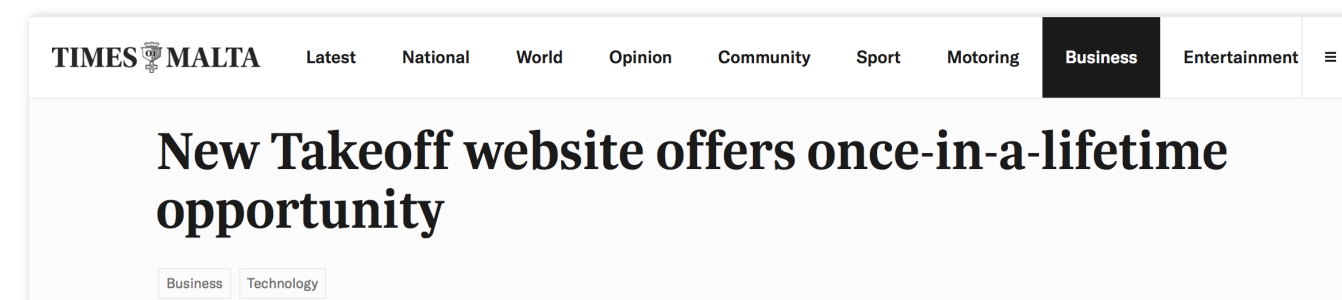 TIMES OF MALTA Latest National World Opinion Community Sport Motoring Business Entertainment
New Takeoff website offers once-in-a-lifetime
opportunity
Business Technology